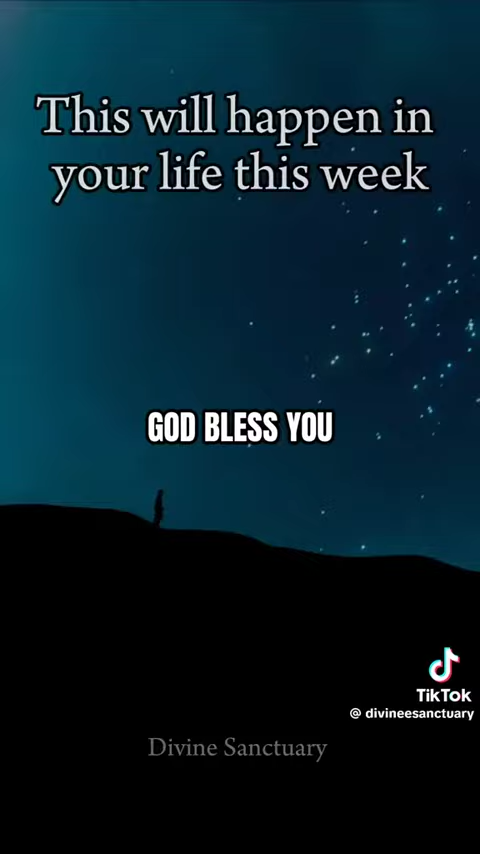 This will happen in
your life this week
GOD BLESS YOU
TikTok
@ divineesanctuary
Divine Sanctuary